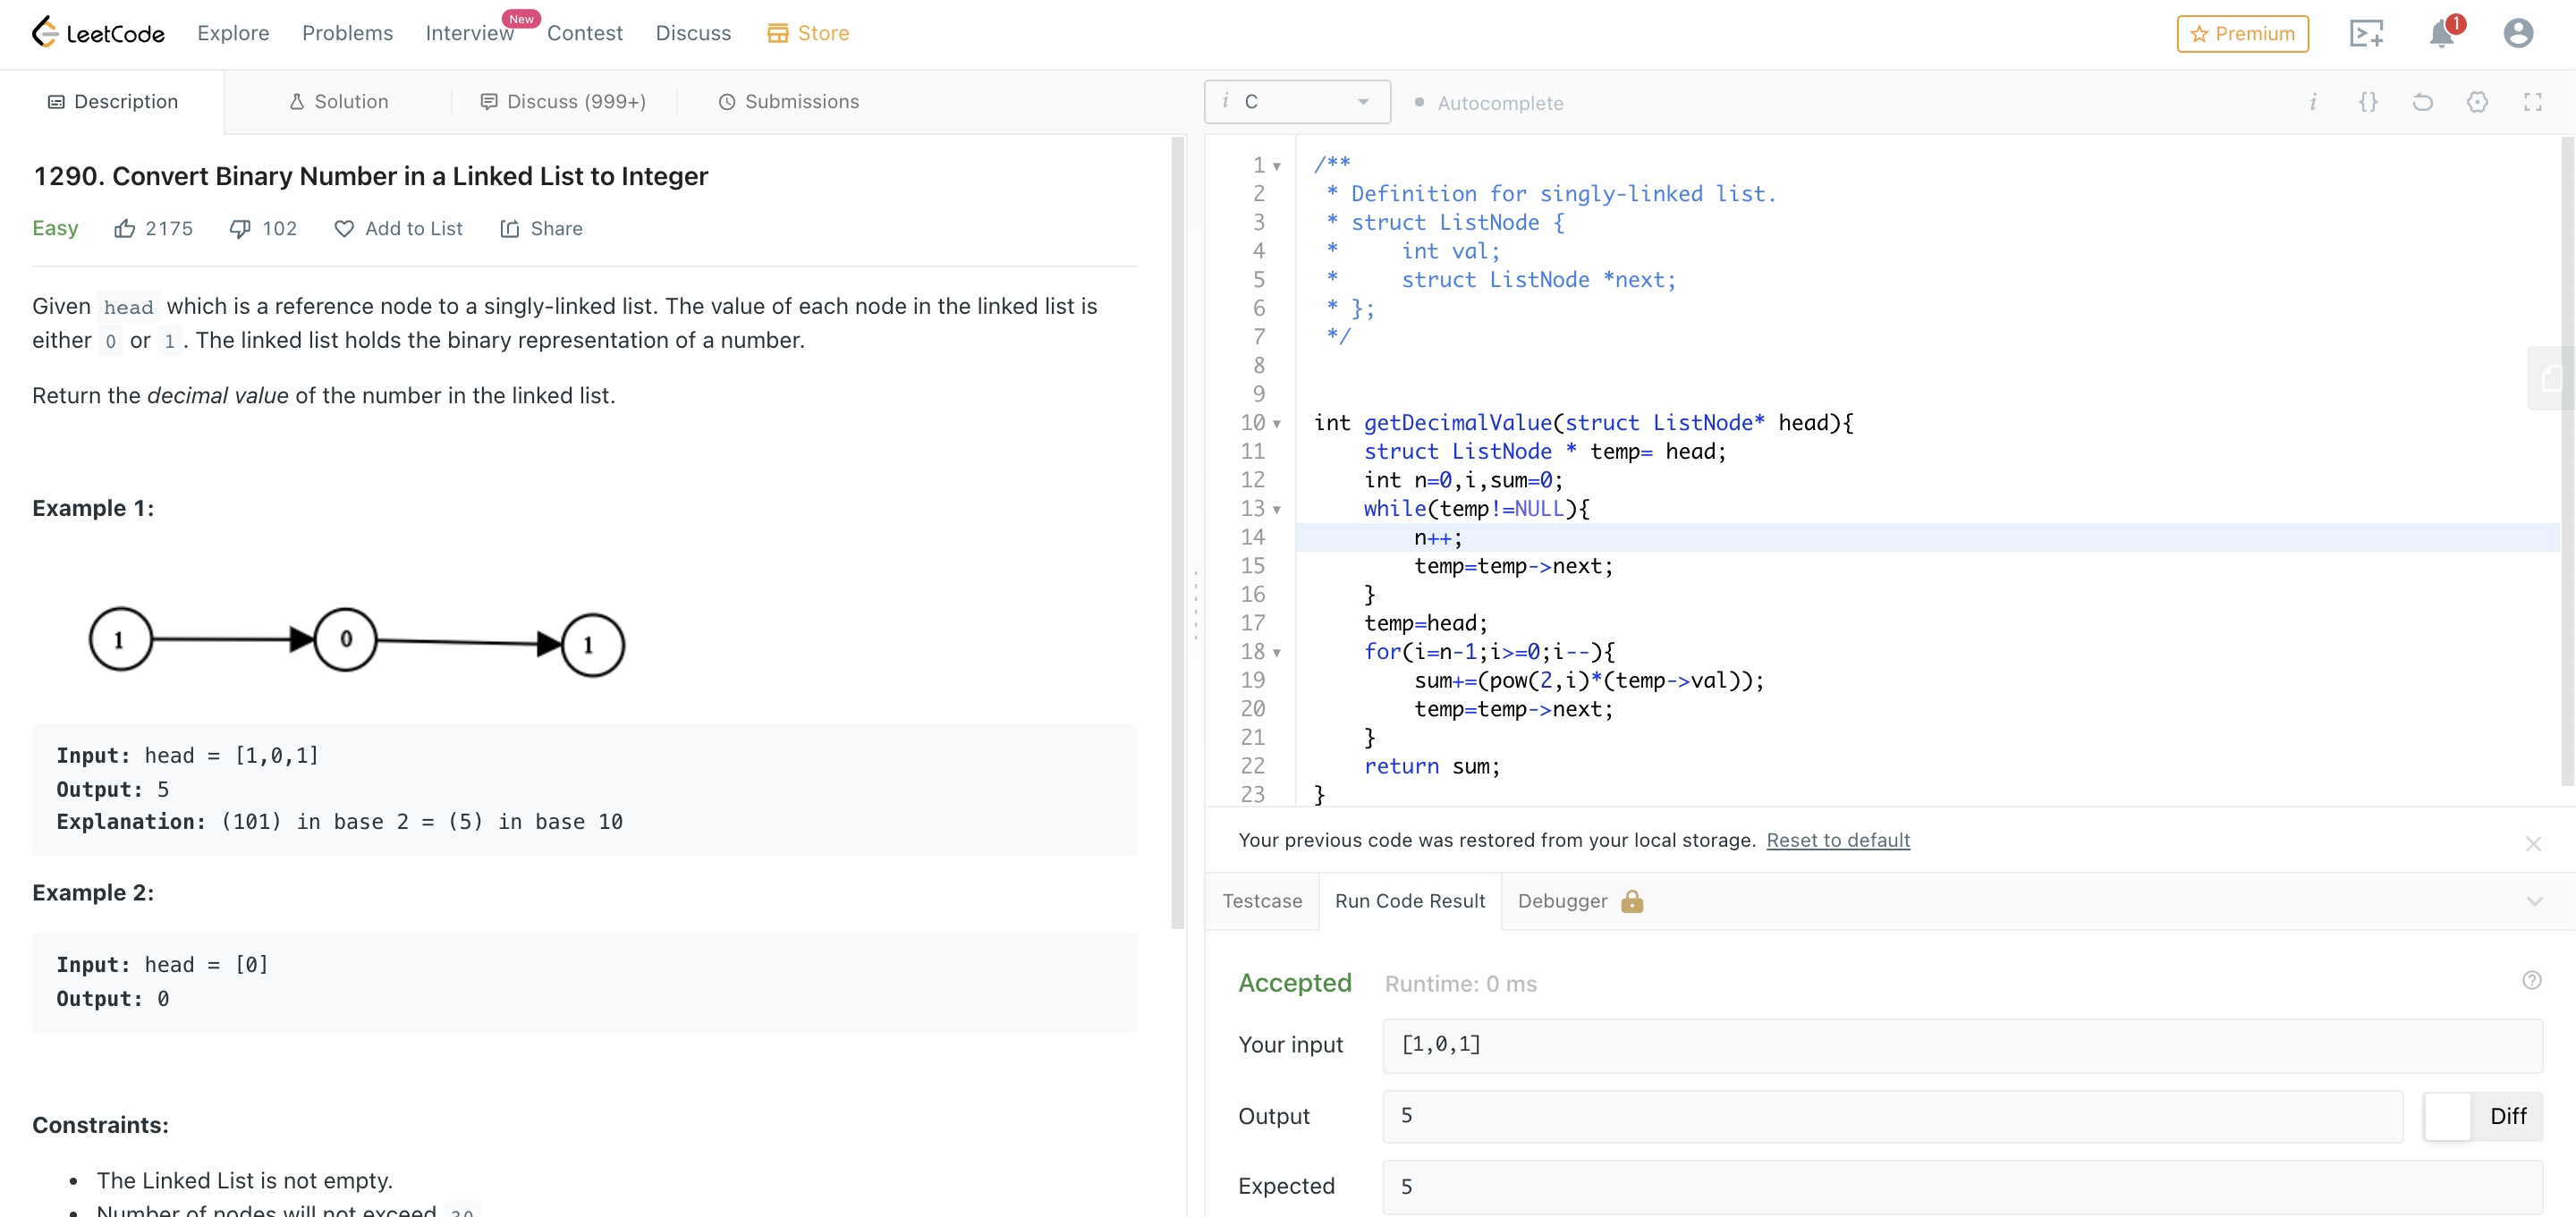 LeetCode Explore Problems Interview New Contest Discuss Store Premium 1
Description Solution Discuss (999+) Submissions
1290. Convert Binary Number in a Linked List to Integer
Easy 2175 102 Add to List Share
Given head which is a reference node to a singly-linked list. The value of each node in the linked list is
either 0 or 1 . The linked list holds the binary representation of a number.
Return the decimal value of the number in the linked list.
Example 1:
1 0 1
Input: head = [1,0,1]
Output: 5
Explanation: (101) in base 2 = (5) in base 10
Example 2:
Input: head = [0]
Output: 0
Constraints:
• The Linked List is not empty.
• Number of nodes will not exceed 30
i C Autocomplete i {}
1 /**
2 * Definition for singly-linked list.
3 * struct ListNode {
4 * int val;
5 * struct ListNode *next;
6 * };
7 */
8
9
10 int getDecimalValue(struct ListNode* head){
11 struct ListNode * temp= head;
12 int n=0,i,sum=0;
13 while(temp!=NULL){
14 n++;
15 temp=temp->next;
16 }
17 temp=head;
18 for(i=n-1;i>=0;i--){
19 sum+=(pow(2,i)*(temp->val));
20 temp=temp->next;
21 }
22 return sum;
23 }
Your previous code was restored from your local storage. Reset to default
Testcase Run Code Result Debugger
Accepted Runtime: 0 ms
Your input [1,0,1]
Output 5 Diff
Expected 5